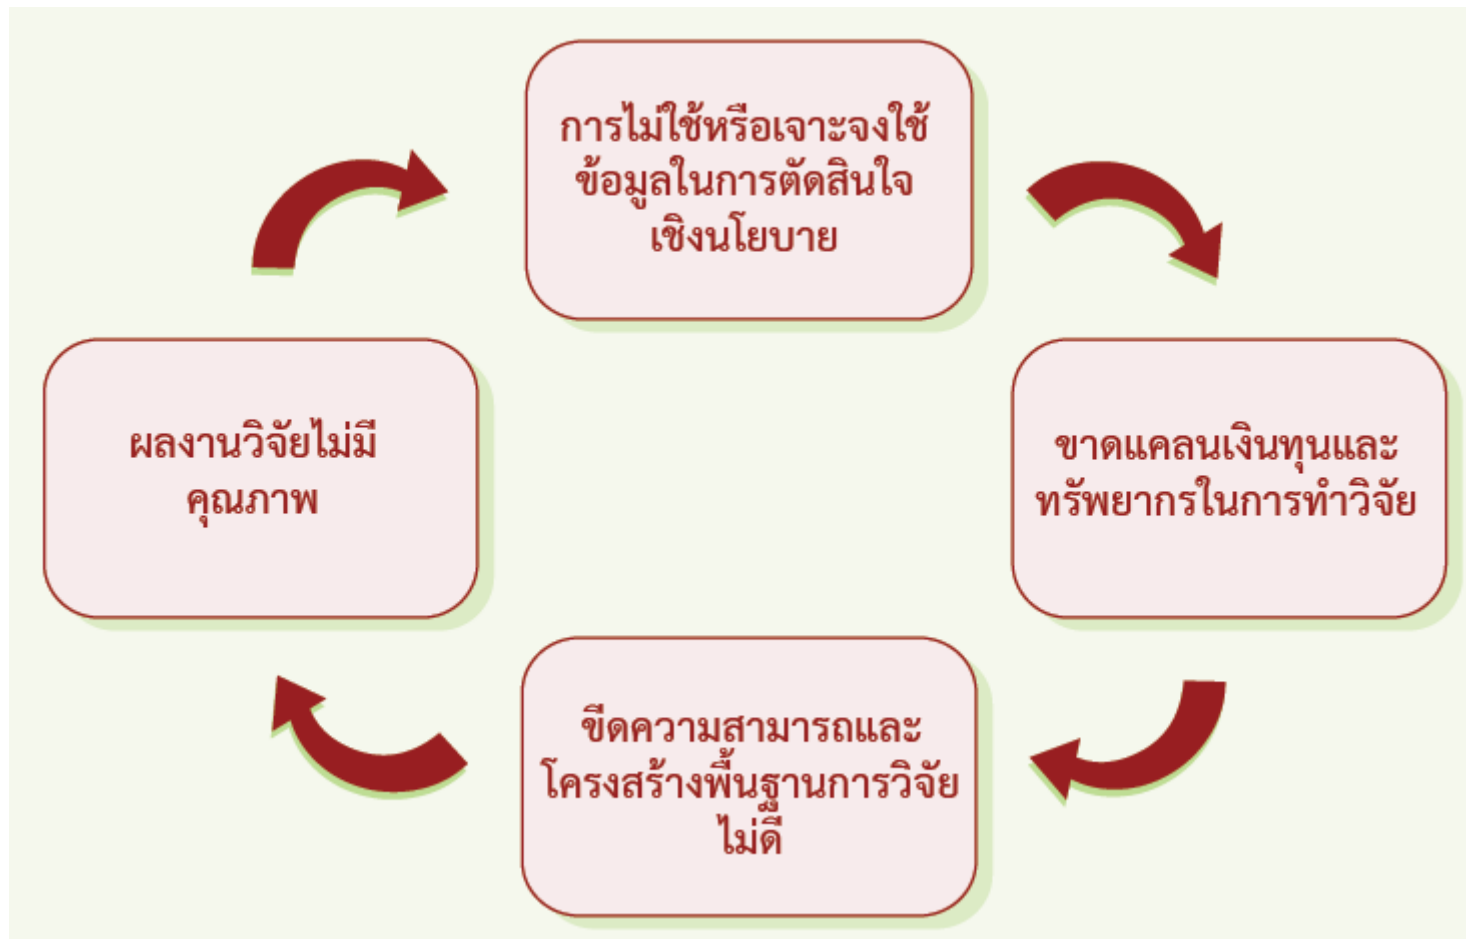 การไม่ใช้หรือเจาะจงใช้
ข้อมูลในการตัดสินใจ
เชิงนโยบาย
ขาดแคลนเงินทุนและ
ทรัพยากรในการทำวิจัย
ขีดความสามารถและ
โครงสร้างพื้นฐานการวิจัย
ไม่ดี
ผลงานวิจัยไม่มี
คุณภาพ